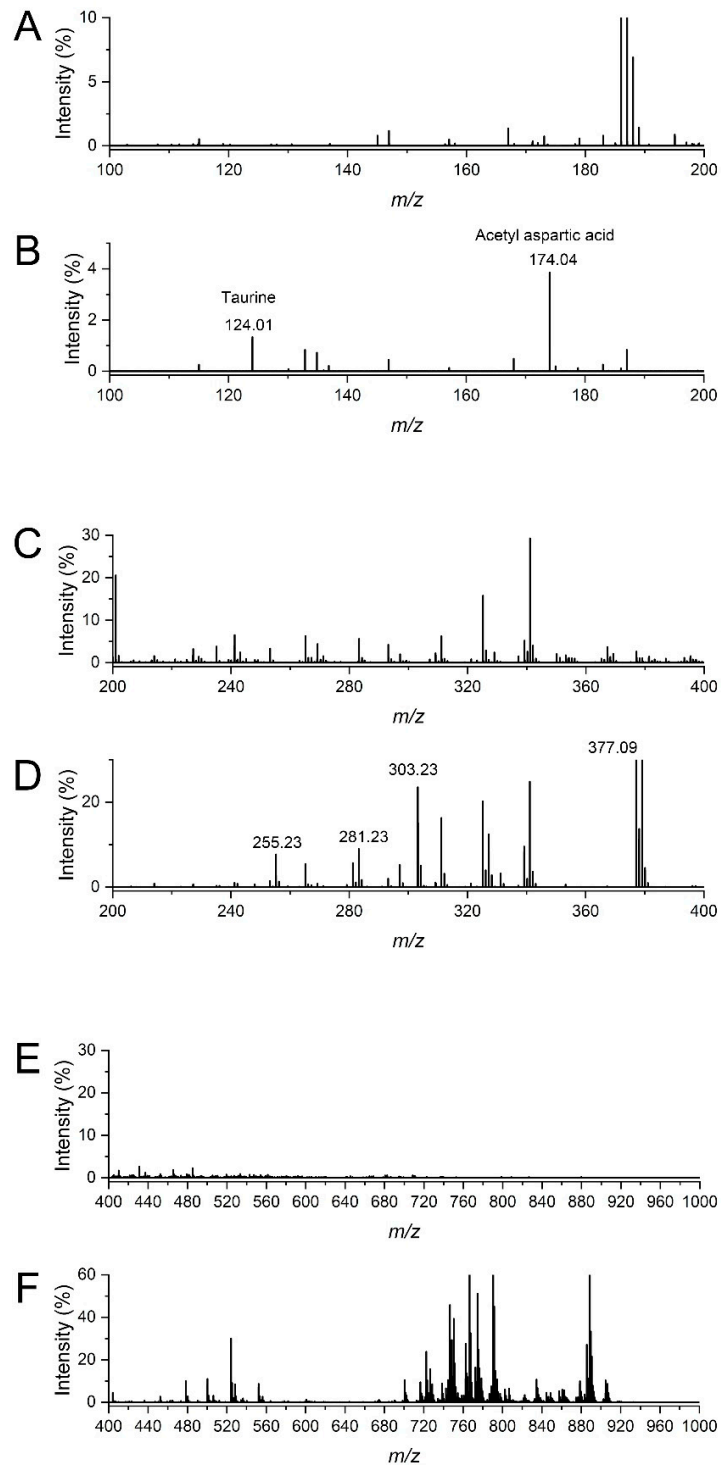 A
Intensity (%)
10
5
0
100 120 140 160 180 200
m/z
B
Intensity (%)
4
2
0
Acetyl aspartic acid
174.04
Taurine
124.01
100 120 140 160 180 200
m/z
C
Intensity (%)
30
20
10
0
200 240 280 320 360 400
m/z
D
Intensity (%)
20
0
377.09
303.23
281.23
255.23
200 240 280 320 360 400
m/z
E
Intensity (%)
30
20
10
0
400 440 480 520 560 600 640 680 720 760 800 840 880 920 960 1000
m/z
F
Intensity (%)
60
40
20
0
400 440 480 520 560 600 640 680 720 760 800 840 880 920 960 1000
m/z